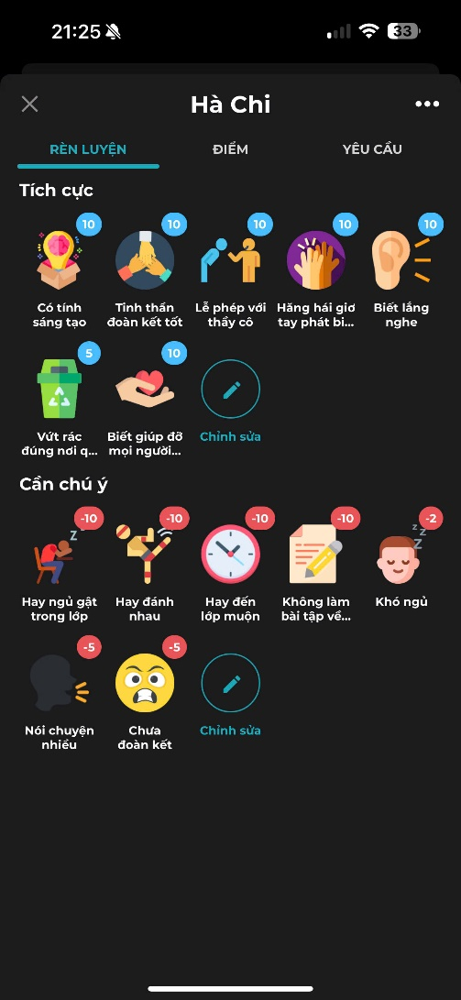 21:25
33
Hà Chi
RÈN LUYỆN
ĐIỂM
YÊU CẦU
Tích cực
10
10
10
10
10
Có tính
sáng tạo
Tinh thần
đoàn kết tốt
Lễ phép với
thầy cô
Hăng hái giơ
tay phát bi...
Biết lắng
nghe
5
10
Vứt rác
đúng nơi q...
Biết giúp đỡ
mọi người...
Chỉnh sửa
Cần chú ý
-10
-10
-10
-10
-2
Hay ngủ gật
trong lớp
Hay đánh
nhau
Hay đến
lớp muộn
Không làm
bài tập về...
Khó ngủ
-5
-5
Nói chuyện
nhiều
Chưa
đoàn kết
Chỉnh sửa